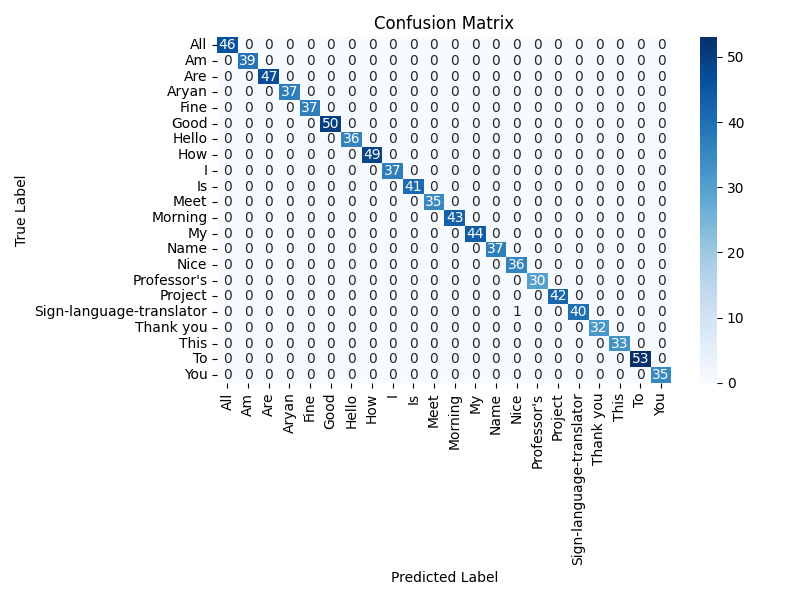 Confusion Matrix
All 46 0 0 0 0 0 0 0 0 0 0 0 0 0 0 0 0 0 0 0 0 0
Am 0 39 0 0 0 0 0 0 0 0 0 0 0 0 0 0 0 0 0 0 0 0
Are 0 0 47 0 0 0 0 0 0 0 0 0 0 0 0 0 0 0 0 0 0 0
Aryan 0 0 0 37 0 0 0 0 0 0 0 0 0 0 0 0 0 0 0 0 0 0
Fine 0 0 0 0 37 0 0 0 0 0 0 0 0 0 0 0 0 0 0 0 0 0
Good 0 0 0 0 0 50 0 0 0 0 0 0 0 0 0 0 0 0 0 0 0 0
Hello 0 0 0 0 0 0 36 0 0 0 0 0 0 0 0 0 0 0 0 0 0 0
How 0 0 0 0 0 0 0 49 0 0 0 0 0 0 0 0 0 0 0 0 0 0
I 0 0 0 0 0 0 0 0 37 0 0 0 0 0 0 0 0 0 0 0 0 0
Is 0 0 0 0 0 0 0 0 0 41 0 0 0 0 0 0 0 0 0 0 0 0
Meet 0 0 0 0 0 0 0 0 0 0 35 0 0 0 0 0 0 0 0 0 0 0
Morning 0 0 0 0 0 0 0 0 0 0 0 43 0 0 0 0 0 0 0 0 0 0
My 0 0 0 0 0 0 0 0 0 0 0 0 44 0 0 0 0 0 0 0 0 0
Name 0 0 0 0 0 0 0 0 0 0 0 0 0 37 0 0 0 0 0 0 0 0
Nice 0 0 0 0 0 0 0 0 0 0 0 0 0 0 36 0 0 0 0 0 0 0
Professor's 0 0 0 0 0 0 0 0 0 0 0 0 0 0 0 30 0 0 0 0 0 0
Project 0 0 0 0 0 0 0 0 0 0 0 0 0 0 0 0 42 0 0 0 0 0
Sign-language-translator 0 0 0 0 0 0 0 0 0 0 0 0 0 0 1 0 0 40 0 0 0 0
Thank you 0 0 0 0 0 0 0 0 0 0 0 0 0 0 0 0 0 0 32 0 0 0
This 0 0 0 0 0 0 0 0 0 0 0 0 0 0 0 0 0 0 0 33 0 0
To 0 0 0 0 0 0 0 0 0 0 0 0 0 0 0 0 0 0 0 0 53 0
You 0 0 0 0 0 0 0 0 0 0 0 0 0 0 0 0 0 0 0 0 0 35
All Am Are Aryan Fine Good Hello How I Is Meet Morning My Name Nice Professor's Project Sign-language-translator Thank you This To You
Predicted Label
True Label
50
40
30
20
10
0